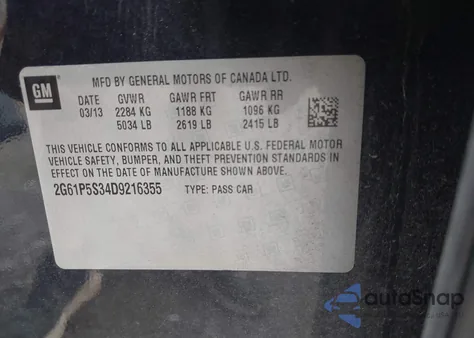 GM
MFD BY GENERAL MOTORS OF CANADA LTD.
DATE GVWR GAWR FRT GAWR RR
03/13 2284 KG 1188 KG 1096 KG
5034 LB 2619 LB 2415 LB
THIS VEHICLE CONFORMS TO ALL APPLICABLE U.S. FEDERAL MOTOR
VEHICLE SAFETY, BUMPER, AND THEFT PREVENTION STANDARDS IN
EFFECT ON THE DATE OF MANUFACTURE SHOWN ABOVE.
2G61P5S34D9216355 TYPE: PASS CAR
autoSnap